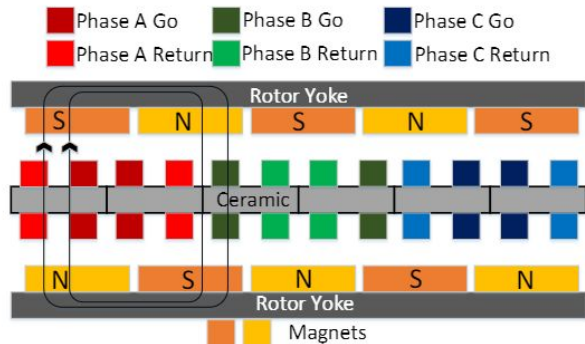 Phase A Go Phase B Go Phase C Go
Phase A Return Phase B Return Phase C Return
Rotor Yoke
S N S N S
Ceramic
N S N S N
Rotor Yoke
Magnets